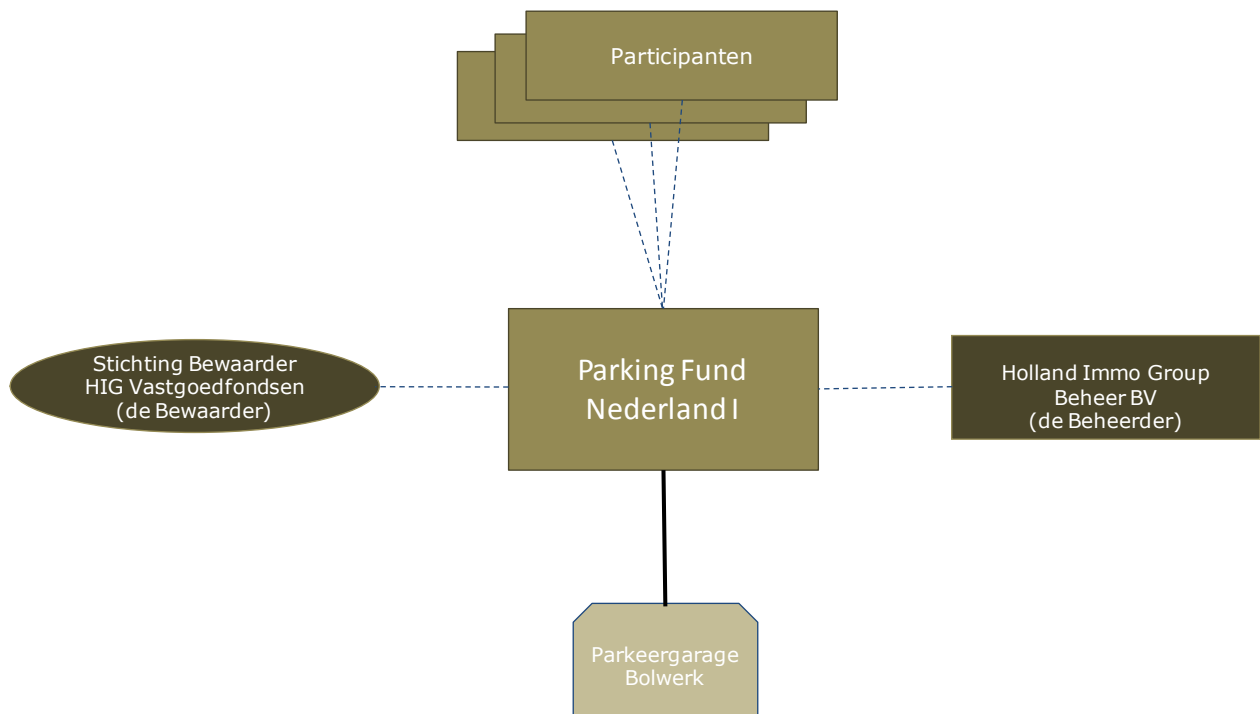 Participanten
Stichting Bewaarder
HIG Vastgoedfondsen
(de Bewaarder)
Parking Fund
Nederland I
Holland Immo Group
Beheer BV
(de Beheerder)
Parkeergarage
Bolwerk